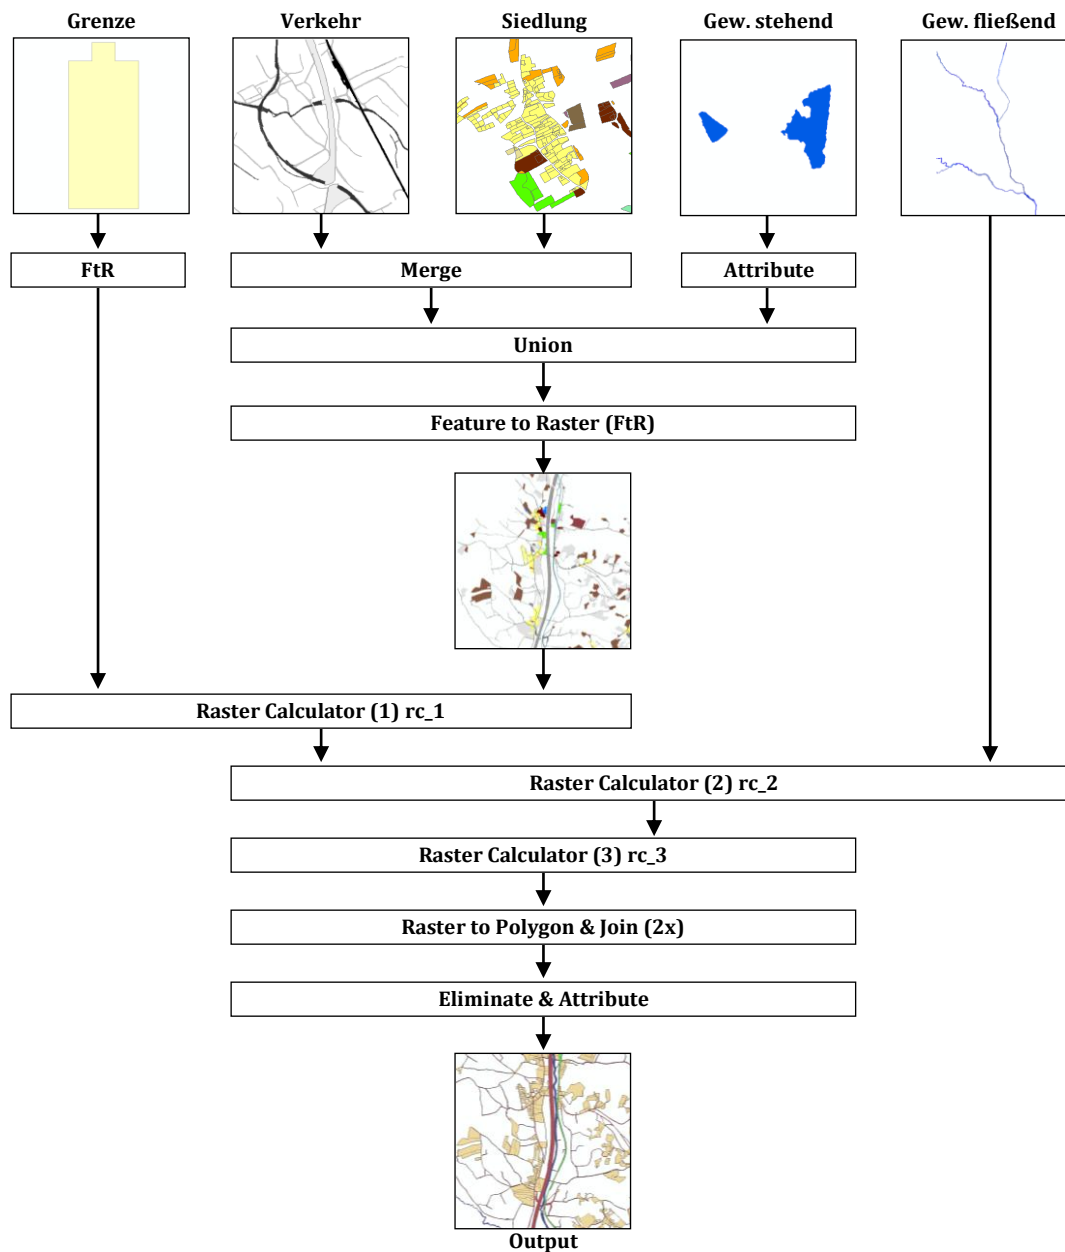 Grenze
Verkehr
Siedlung
Gew. stehend
Gew. fließend
FtR
Merge
Attribute
Union
Feature to Raster (FtR)
Raster Calculator (1) rc_1
Raster Calculator (2) rc_2
Raster Calculator (3) rc_3
Raster to Polygon & Join (2x)
Eliminate & Attribute
Output